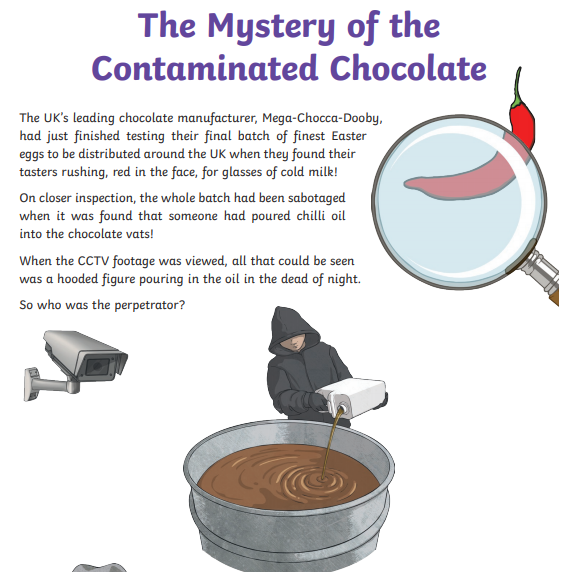 The Mystery of the
Contaminated Chocolate
The UK's leading chocolate manufacturer, Mega-Chocca-Dooby,
had just finished testing their final batch of finest Easter
eggs to be distributed around the UK when they found their
tasters rushing, red in the face, for glasses of cold milk!
On closer inspection, the whole batch had been sabotaged
when it was found that someone had poured chilli oil
into the chocolate vats!
When the CCTV footage was viewed, all that could be seen
was a hooded figure pouring in the oil in the dead of night.
So who was the perpetrator?